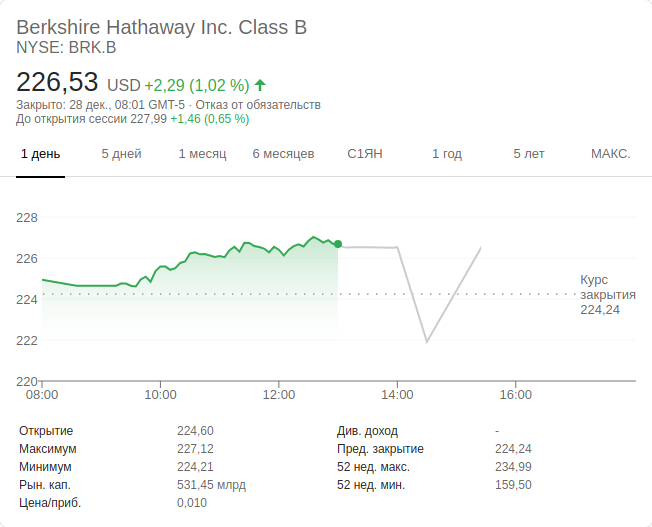 Berkshire Hathaway Inc. Class B
NYSE: BRK.B
226,53 USD +2,29 (1,02 %)
Закрыто: 28 дек., 08:01 GMT-5 · Отказ от обязательств
До открытия сессии 227,99 +1,46 (0,65 %)
1 день 5 дней 1 месяц 6 месяцев С1ЯН 1 год 5 лет МАКС.
228
226
Курс
224 закрытия
224,24
222
220
08:00 10:00 12:00 14:00 16:00
Открытие 224,60 Див. доход -
Максимум 227,12 Пред. закрытие 224,24
Минимум 224,21 52 нед. макс. 234,99
Рын. кап. 531,45 млрд 52 нед. мин. 159,50
Цена/приб. 0,010